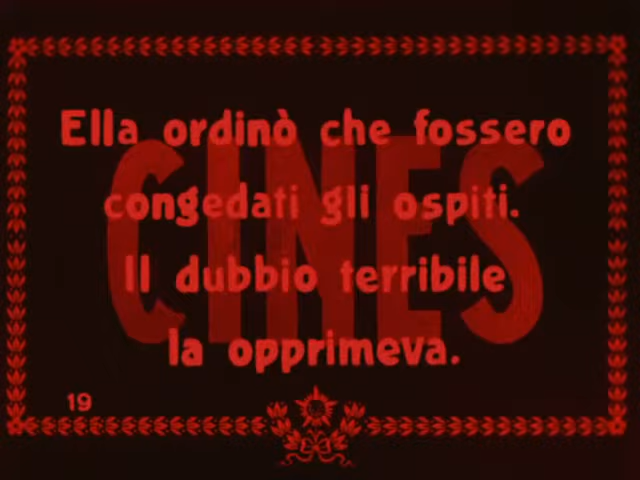 Ella ordinò che fossero
CINES
congedati gli ospiti.
Il dubbio terribile
la opprimeva.
19